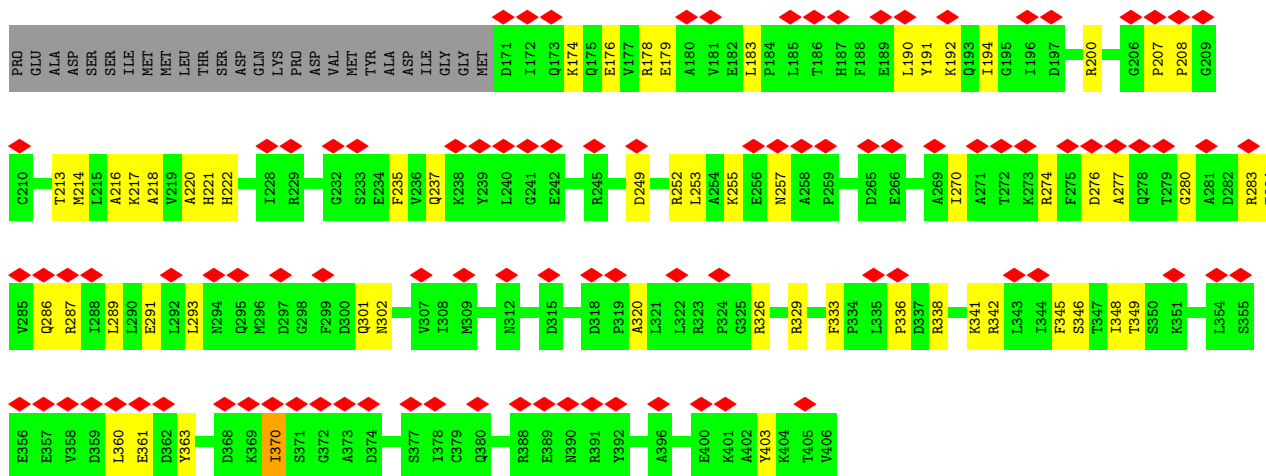 PRO GLU ALA ASP SER SER ILE MET MET LEU THR SER ASP GLN LYS PRO ASP VAL MET TYR ALA ASP ILE GLY GLY MET D171 I172 Q173 K174 Q175 E176 V177 R178 E179 A180 V181 E182 L183 P184 L185 T186 H187 F188 E189 L190 Y191 K192 Q193 I194 G195 I196 D197 R200 G206 P207 P208 G209
C210 T213 M214 L215 A216 K217 A218 V219 A220 H221 H222 I228 R229 G232 S233 E234 F235 V236 Q237 K238 Y239 L240 G241 E242 R245 D249 R252 L253 A254 K255 E256 N257 A258 P259 D265 E266 A269 I270 A271 T272 K273 R274 F275 D276 A277 Q278 T279 G280 A281 D282 R283
V285 Q286 R287 I288 L289 L290 E291 L292 L293 N294 Q295 M296 D297 G298 F299 D300 Q301 N302 V307 I308 M309 N312 D315 D318 P319 A320 L321 L322 R323 P324 G325 R326 R329 F333 P334 L335 P336 D337 R338 K341 R342 L343 I344 F345 S346 T347 I348 T349 S350 K351 L354 S355
E356 E357 V358 D359 L360 E361 D362 Y363 D368 K369 I370 S371 G372 A373 D374 S377 I378 C379 Q380 R388 E389 N390 R391 Y392 A396 E400 K401 A402 Y403 K404 T405 V406